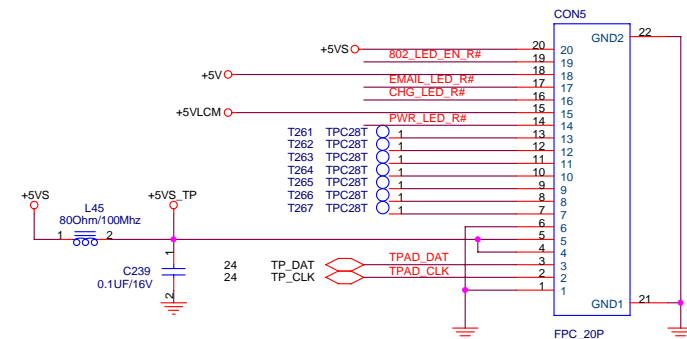 CON5
GND2 22
+5VS 20 20
802_LED_EN_R# 19 19
+5V 18 18
EMAIL_LED_R# 17 17
CHG_LED_R# 16 16
+5VLCM 15 15
PWR_LED_R# 14 14
T261 TPC28T 1 13 13
T262 TPC28T 1 12 12
T263 TPC28T 1 11 11
T264 TPC28T 1 10 10
T265 TPC28T 1 9 9
T266 TPC28T 1 8 8
T267 TPC28T 1 7 7
6 6
5 5
4 4
+5VS
+5VS_TP
L45
80Ohm/100Mhz
1 2
24 TP_DAT TPAD_DAT 3 3
24 TP_CLK TPAD_CLK 2 2
1 1
1
C239
0.1UF/16V
2
GND1 21
FPC_20P